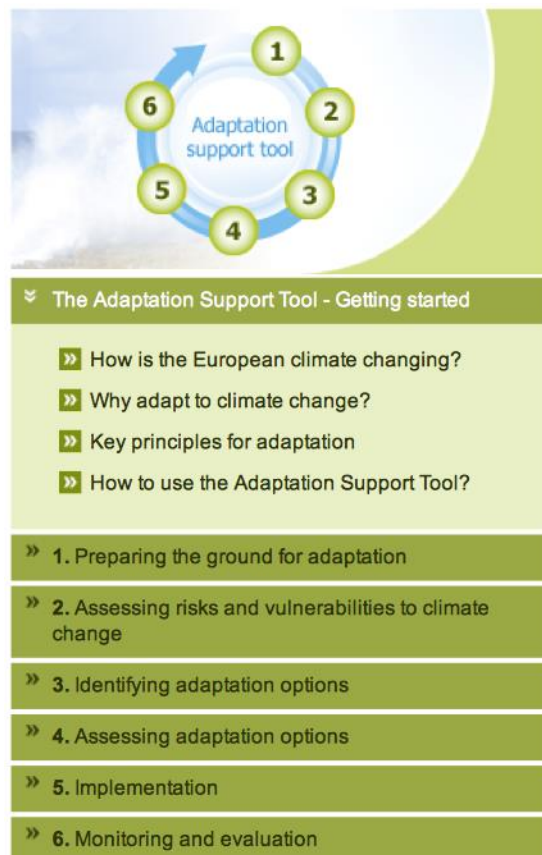 1
6
2
Adaptation
support tool
5
3
4
The Adaptation Support Tool - Getting started
How is the European climate changing?
Why adapt to climate change?
Key principles for adaptation
How to use the Adaptation Support Tool?
1. Preparing the ground for adaptation
2. Assessing risks and vulnerabilities to climate
change
3. Identifying adaptation options
4. Assessing adaptation options
5. Implementation
6. Monitoring and evaluation